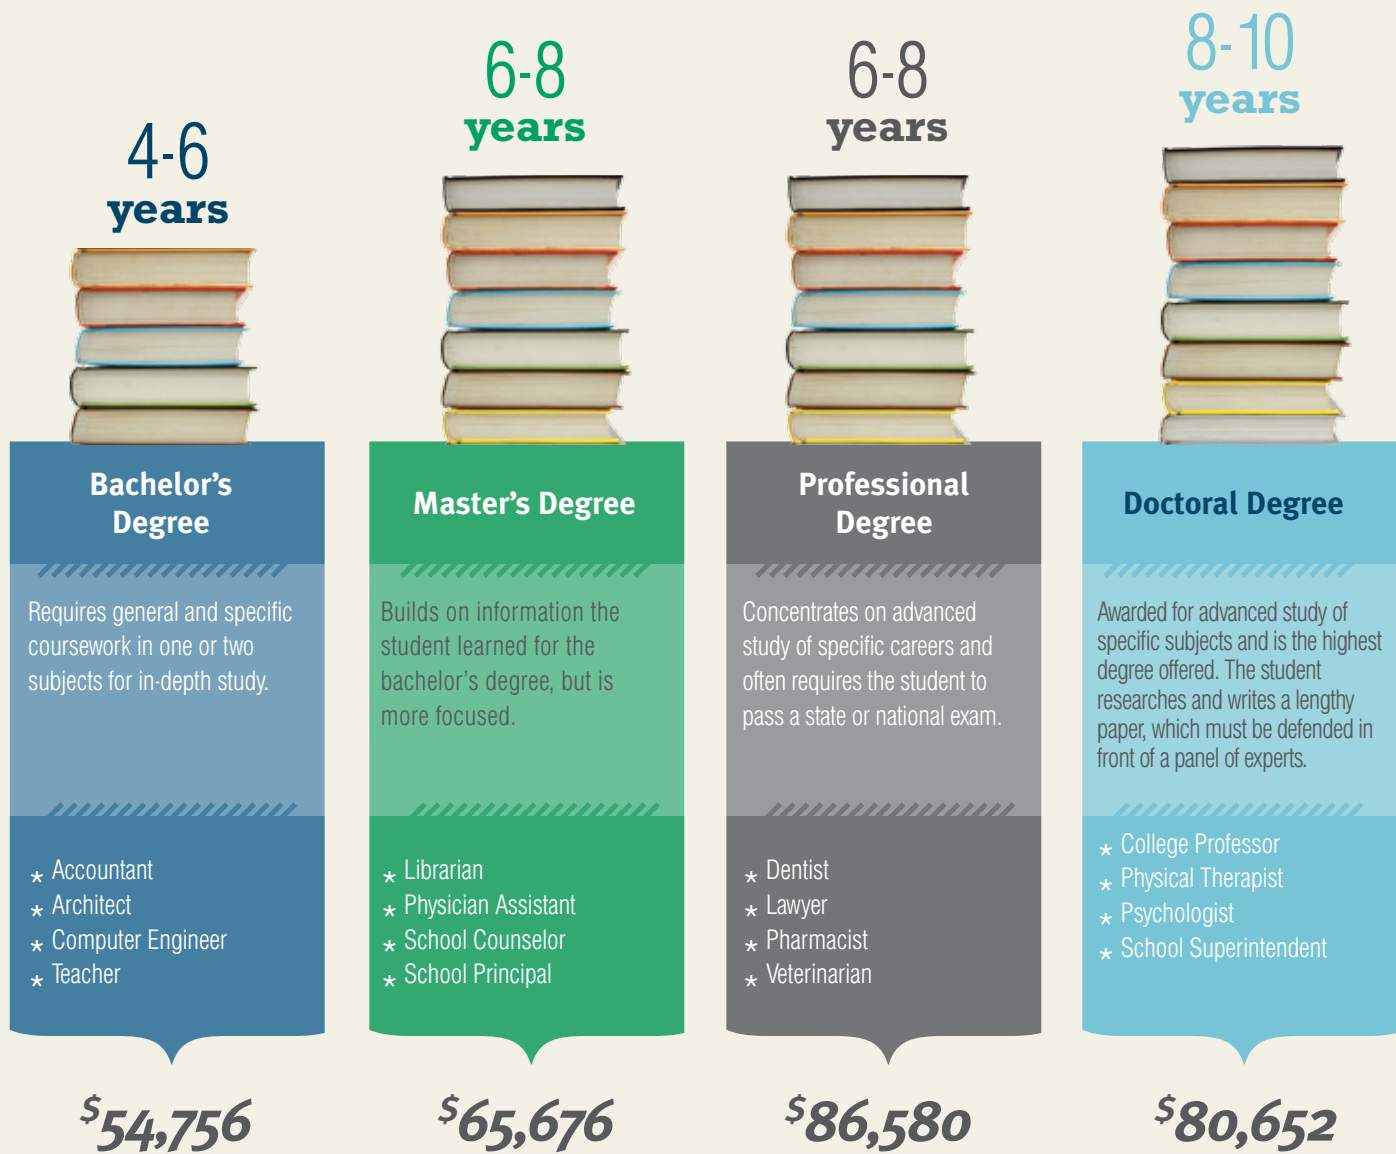 4-6
years
Bachelor's
Degree
Requires general and specific
coursework in one or two
subjects for in-depth study.
* Accountant
* Architect
* Computer Engineer
* Teacher
$54,756
6-8
years
Master's Degree
Builds on information the
student learned for the
bachelor's degree, but is
more focused.
* Librarian
* Physician Assistant
* School Counselor
* School Principal
$65,676
6-8
years
Professional
Degree
Concentrates on advanced
study of specific careers and
often requires the student to
pass a state or national exam.
* Dentist
* Lawyer
* Pharmacist
* Veterinarian
$86,580
8-10
years
Doctoral Degree
Awarded for advanced study of
specific subjects and is the highest
degree offered. The student
researches and writes a lengthy
paper, which must be defended in
front of a panel of experts.
* College Professor
* Physical Therapist
* Psychologist
* School Superintendent
$80,652